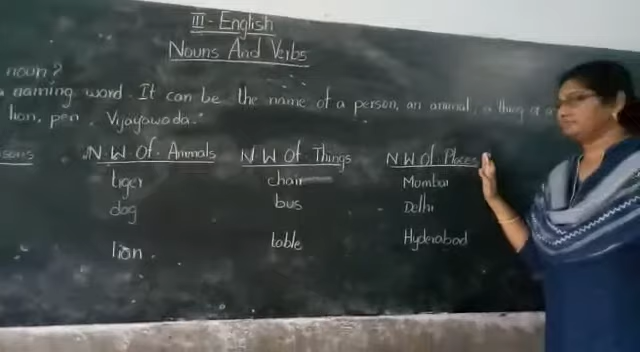 III - English
Nouns And Verbs
noun?
naming word. It can be the name of a person, an animal, a thing or a
lion, pen. Vijayawada.
N.W Of Animals N W Of Things N W Of Places
tiger chair Mumbai
dog bus Delhi
lion. table Hyderabad